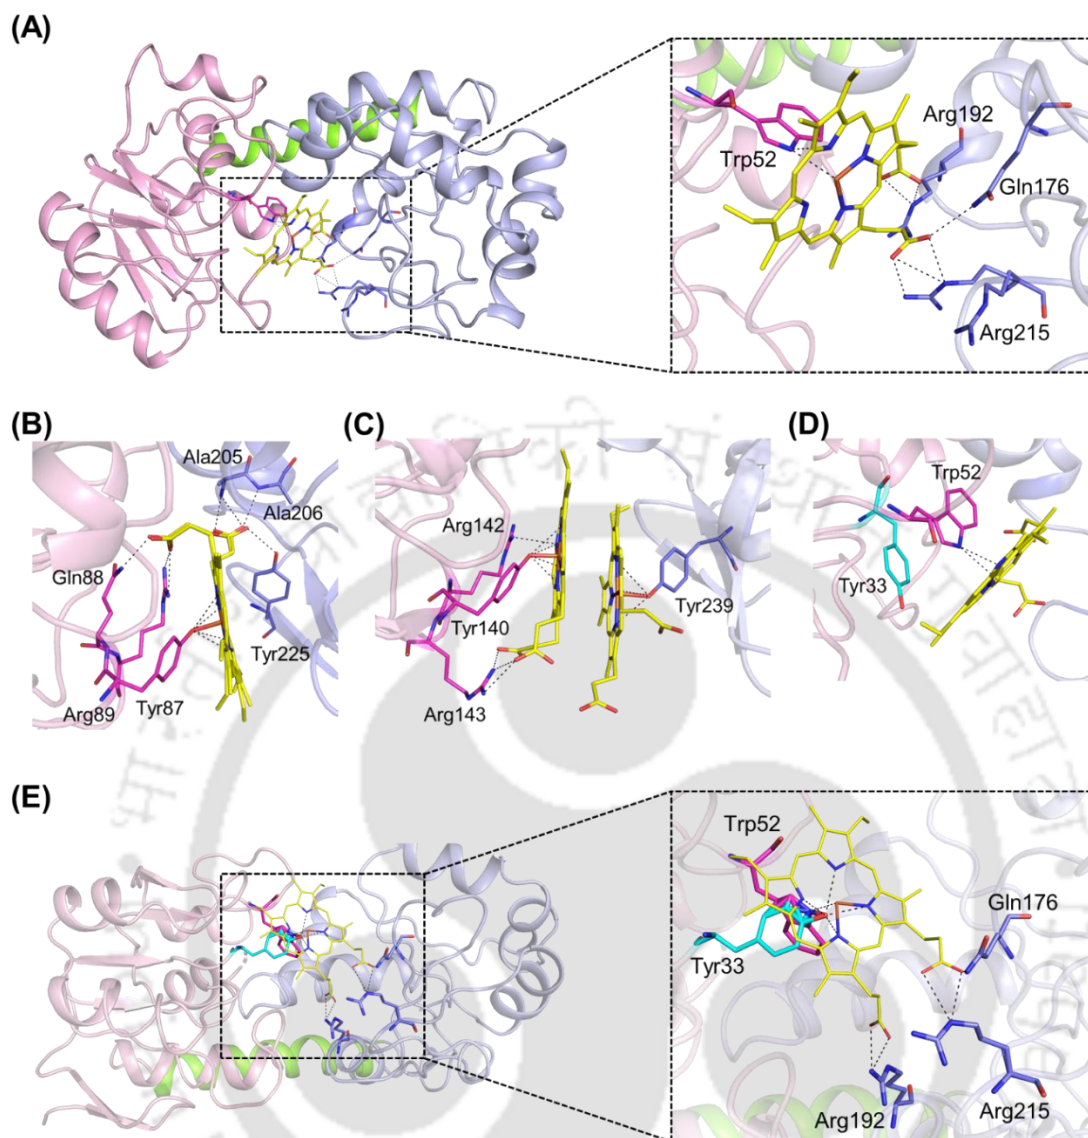 (A)
Trp52
Arg192
Gln176
Arg215
(B)
Ala205
Ala206
Gln88
Tyr225
Arg89
Tyr87
(C)
Arg142
Tyr140
Tyr239
Arg143
(D)
Trp52
Tyr33
(E)
Trp52
Gln176
Tyr33
Arg192
Arg215